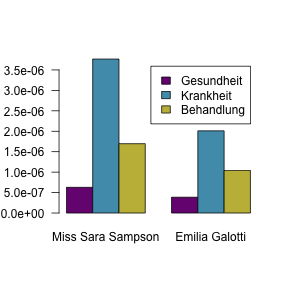 3.5e-06
3.0e-06
2.5e-06
2.0e-06
1.5e-06
1.0e-06
5.0e-07
0.0e+00
Gesundheit
Krankheit
Behandlung
Miss Sara Sampson
Emilia Galotti